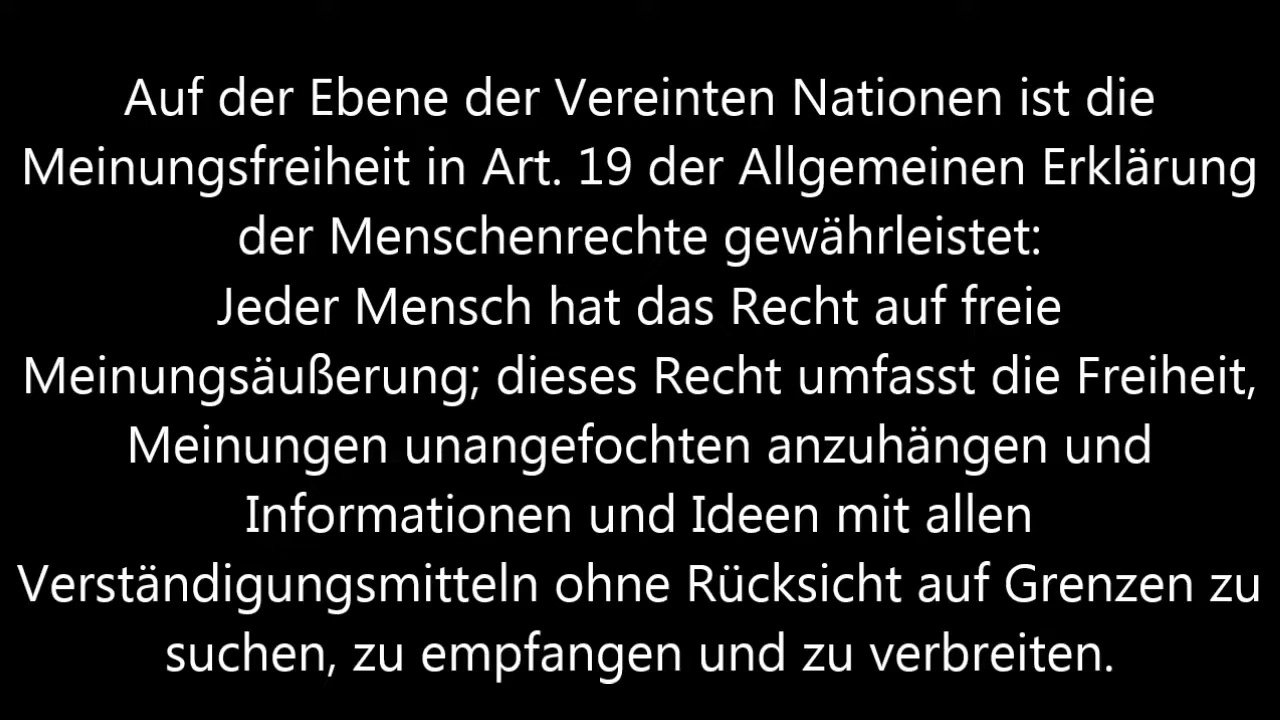 Auf der Ebene der Vereinten Nationen ist die
Meinungsfreiheit in Art. 19 der Allgemeinen Erklärung
der Menschenrechte gewährleistet:
Jeder Mensch hat das Recht auf freie
Meinungsäußerung; dieses Recht umfasst die Freiheit,
Meinungen unangefochten anzuhängen und
Informationen und Ideen mit allen
Verständigungsmitteln ohne Rücksicht auf Grenzen zu
suchen, zu empfangen und zu verbreiten.